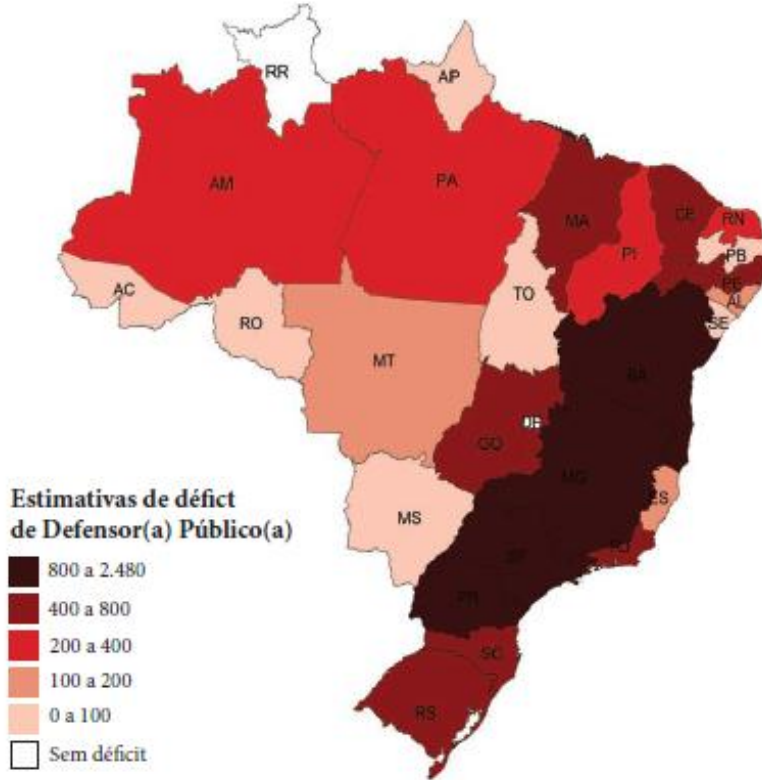 RR
AP
AM
PA
MA
CE
RN
PI
PB
PE
AC
TO
AL
RO
SE
MT
BA
DF
GO
MG
ES
MS
RJ
SP
PR
SC
RS
Estimativas de défict
de Defensor(a) Público(a)
800 a 2.480
400 a 800
200 a 400
100 a 200
0 a 100
Sem déficit